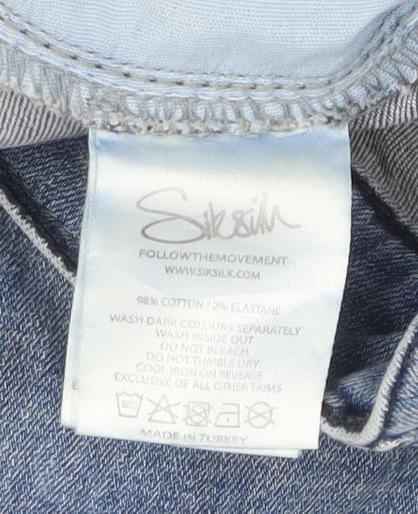 Siksilk
FOLLOWTHEMOVEMENT
WWW.SIKSILK.COM
98% COTTON / 2% ELASTANE
WASH DARK COLOURS SEPARATELY
WASH INSIDE OUT
DO NOT BLEACH
DO NOT TUMBLE DRY
COOL IRON ON REVERSE
EXCLUSIVE OF ALL OTHER TRIMS
MADE IN TURKEY